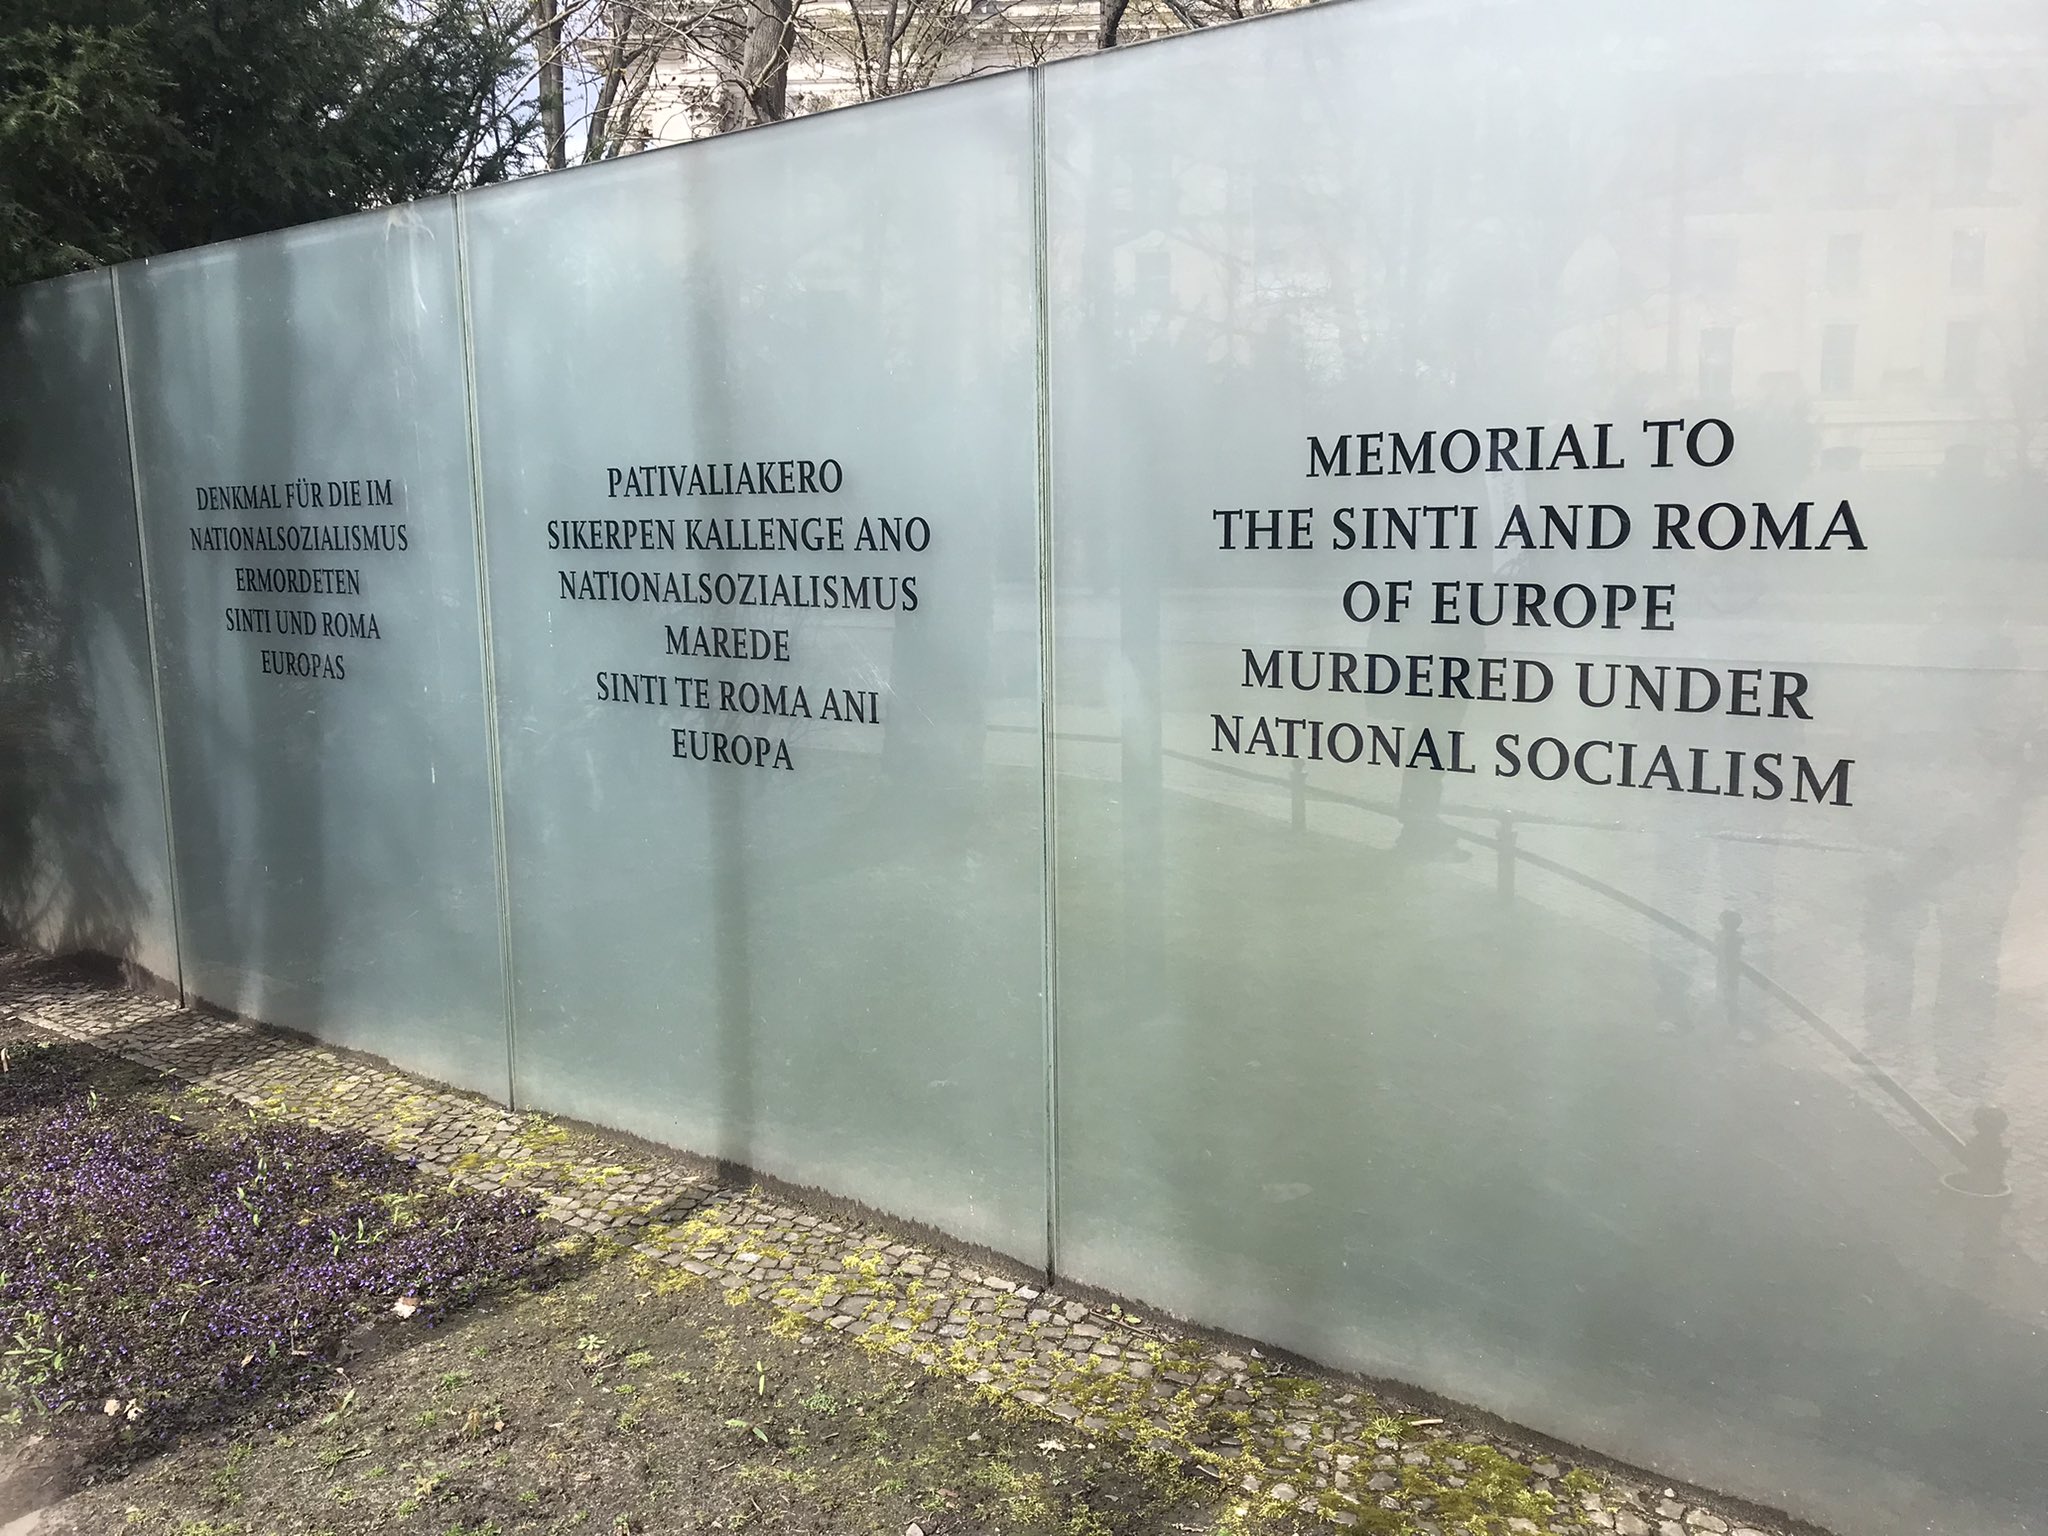 DENKMAL FÜR DIE IM
NATIONALSOZIALISMUS
ERMORDETEN
SINTI UND ROMA
EUROPAS
PATIVALIAKERO
SIKERPEN KALLENGE ANO
NATIONALSOZIALISMUS
MAREDE
SINTI TE ROMA ANI
EUROPA
MEMORIAL TO
THE SINTI AND ROMA
OF EUROPE
MURDERED UNDER
NATIONAL SOCIALISM